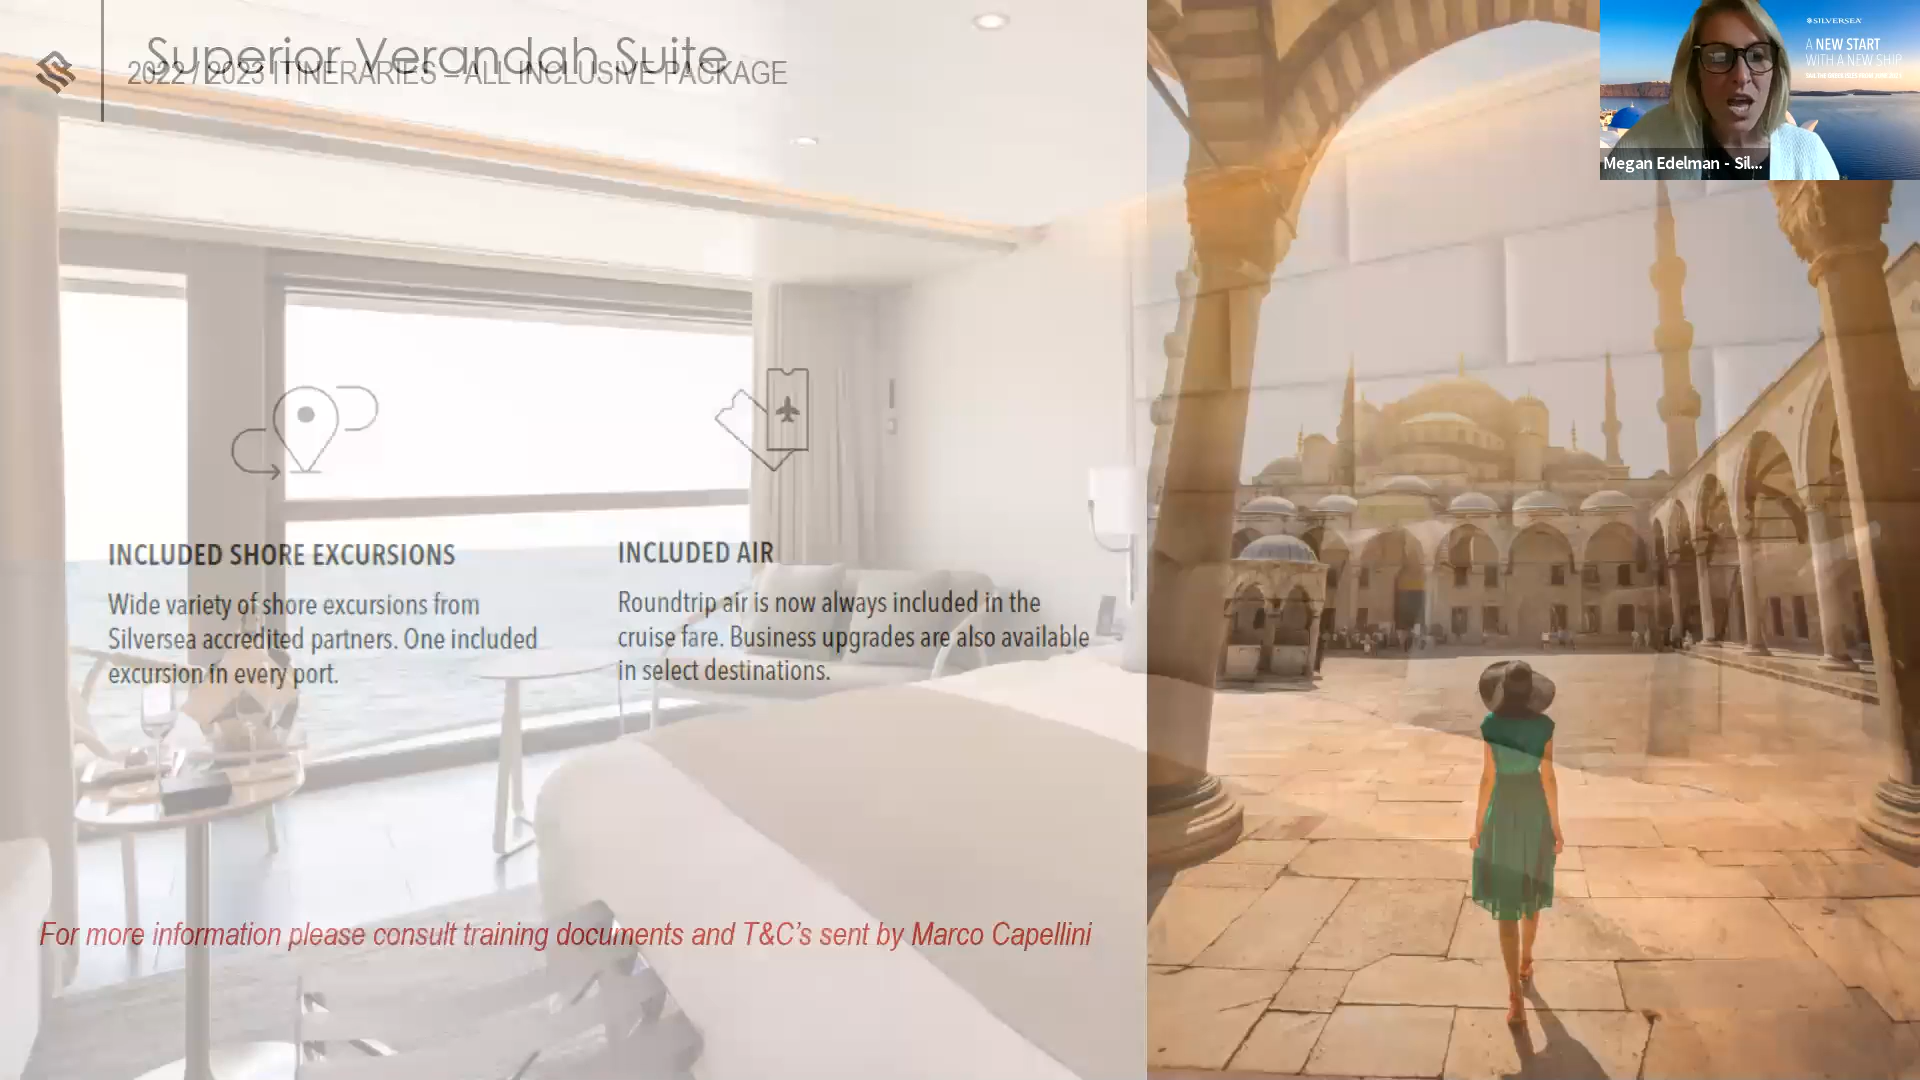 Superior Verandah Suite
2022 / 2023 ITINERARIES – ALL INCLUSIVE PACKAGE
SILVERSEA
A NEW START
WITH A NEW SHIP
Megan Edelman - Sil...
INCLUDED SHORE EXCURSIONS
Wide variety of shore excursions from
Silversea accredited partners. One included
excursion in every port.
INCLUDED AIR
Roundtrip air is now always included in the
cruise fare. Business upgrades are also available
in select destinations.
For more information please consult training documents and T&C's sent by Marco Capellini